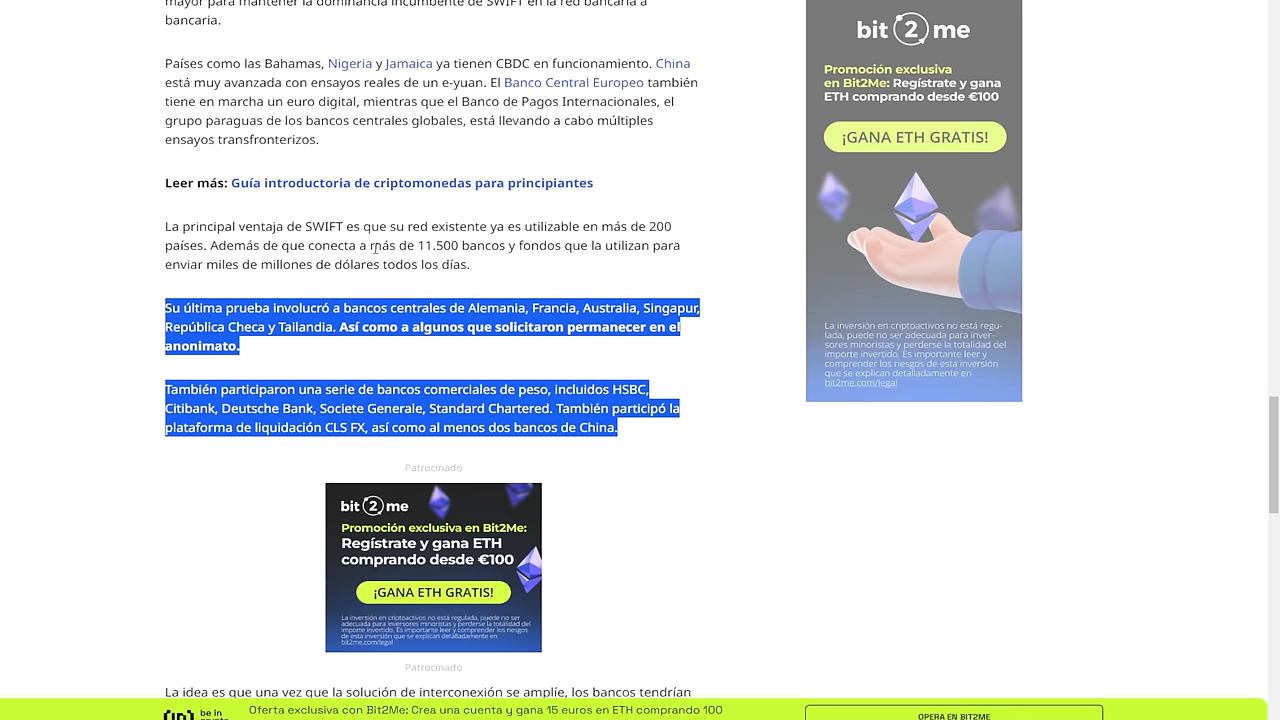 mayor para mantener la dominancia incumbente de SWIFT en la red bancaria a
bancaria.
Países como las Bahamas, Nigeria y Jamaica ya tienen CBDC en funcionamiento. China
está muy avanzada con ensayos reales de un e-yuan. El Banco Central Europeo también
tiene en marcha un euro digital, mientras que el Banco de Pagos Internacionales, el
grupo paraguas de los bancos centrales globales, está llevando a cabo múltiples
ensayos transfronterizos.
Leer más: Guía introductoria de criptomonedas para principiantes
La principal ventaja de SWIFT es que su red existente ya es utilizable en más de 200
países. Además de que conecta a más de 11.500 bancos y fondos que la utilizan para
enviar miles de millones de dólares todos los días.
Su última prueba involucró a bancos centrales de Alemania, Francia, Australia, Singapur,
República Checa y Tailandia. Así como a algunos que solicitaron permanecer en el
anonimato.
También participaron una serie de bancos comerciales de peso, incluidos HSBC,
Citibank, Deutsche Bank, Societe Generale, Standard Chartered. También participó la
plataforma de liquidación CLS FX, así como al menos dos bancos de China.
Patrocinado
bit2me
Promoción exclusiva en Bit2Me:
Regístrate y gana ETH
comprando desde €100
¡GANA ETH GRATIS!
La inversión en criptoactivos no está regulada, puede no ser
adecuada para inversores minoristas y perderse la totalidad del
importe invertido. Es importante leer y comprender los riesgos
de esta inversión que se explican detalladamente en
bit2me.com/legal
Patrocinado
La idea es que una vez que la solución de interconexión se amplíe, los bancos tendrían
bit2me
Promoción exclusiva
en Bit2Me: Regístrate y gana
ETH comprando desde €100
¡GANA ETH GRATIS!
La inversión en criptoactivos no está regu-
lada, puede no ser adecuada para inver-
sores minoristas y perderse la totalidad del
importe invertido. Es importante leer y
comprender los riesgos de esta inversión
que se explican detalladamente en
bit2me.com/legal
be in
Oferta exclusiva con Bit2Me: Crea una cuenta y gana 15 euros en ETH comprando 100
OPERA EN BIT2ME